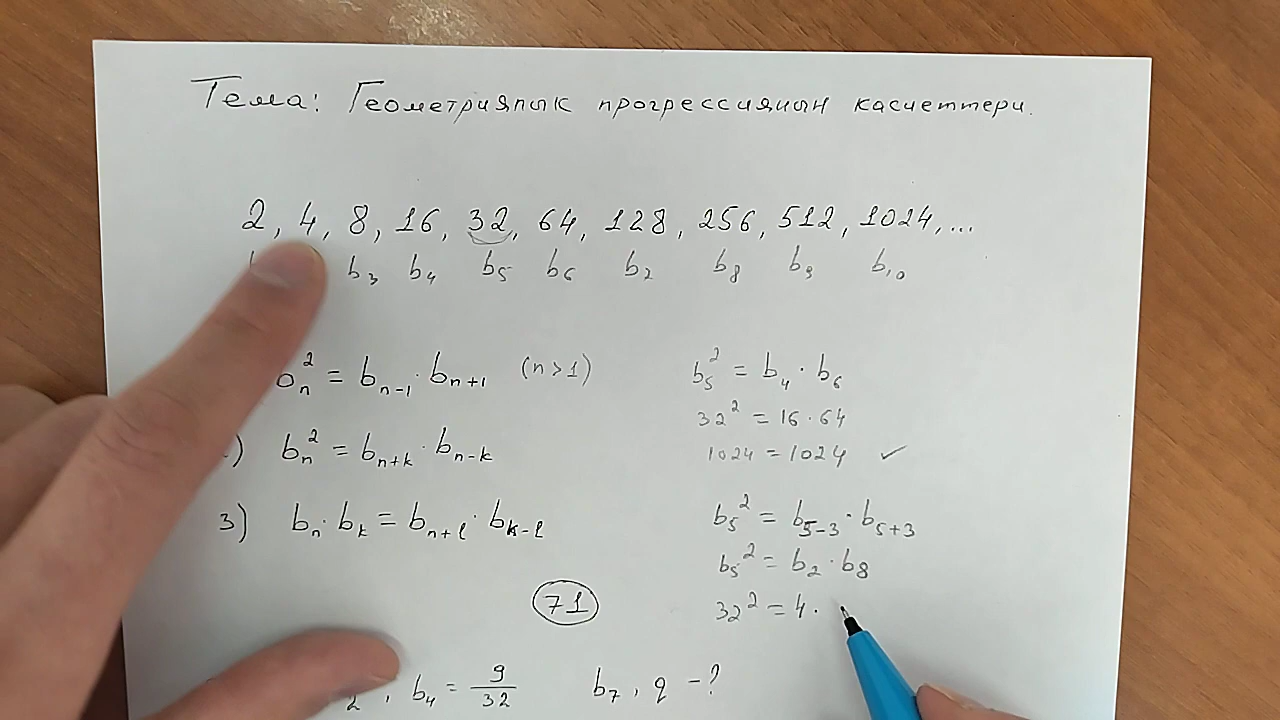 Тема: Геометриялык прогрессиянын касиеттери.
2, 4, 8, 16, 32, 64, 128, 256, 512, 1024, ...
b₃ b₄ b₅ b₆ b₇ b₈ b₉ b₁₀
bₙ² = bₙ₋₁ · bₙ₊₁ (n>1)
) bₙ² = bₙ₊ₖ · bₙ₋ₖ
3) bₙ · bₖ = bₙ₊ₗ · bₖ₋ₗ
b₅² = b₄ · b₆
32² = 16 · 64
1024 = 1024 ✓
b₅² = b₅₋₃ · b₅₊₃
b₅² = b₂ · b₈
32² = 4 ·
71
2 , b₄ = 9/32 b₇, q - ?